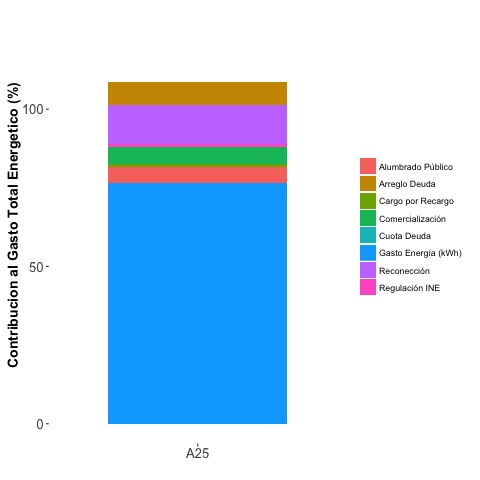 Contribucion al Gasto Total Energetico (%)
100
50
0
A25
Alumbrado Público
Arreglo Deuda
Cargo por Recargo
Comercialización
Cuota Deuda
Gasto Energía (kWh)
Reconección
Regulación INE